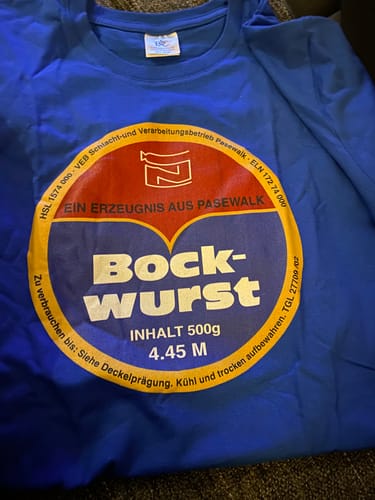 HSL 1574 000 · VEB Schlacht-und Verarbeitungsbetrieb Pasewalk · ELN 172 74 000
EIN ERZEUGNIS AUS PASEWALK
Bock-
wurst
INHALT 500g
4.45 M
Zu verbrauchen bis: Siehe Deckelprägung. Kühl und trocken aufbewahren. TGL 27709/02